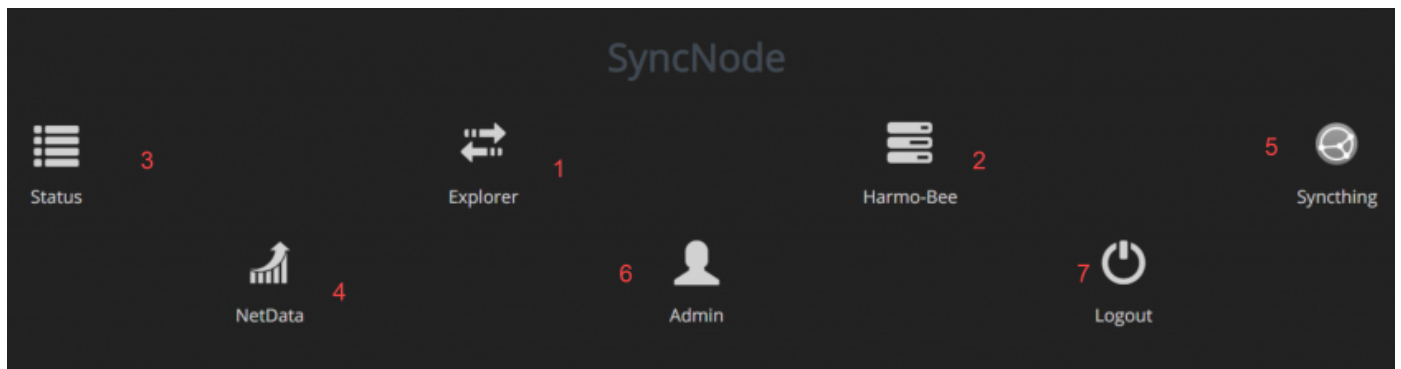 SyncNode
3
1
2
5
Status
Explorer
Harmo-Bee
Syncthing
4
6
7
NetData
Admin
Logout